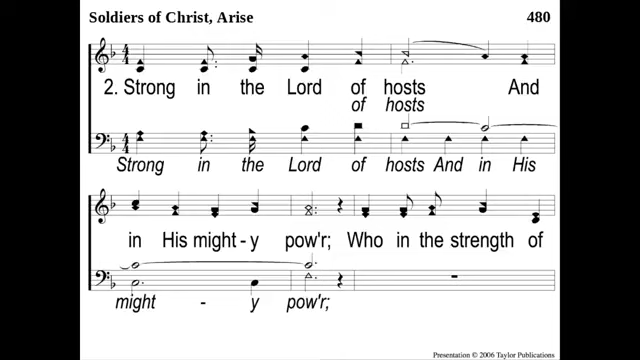 Soldiers of Christ, Arise 480
2. Strong in the Lord of hosts And
of hosts
Strong in the Lord of hosts And in His
in His might-y pow'r; Who in the strength of
might - y pow'r;
Presentation © 2006 Taylor Publications